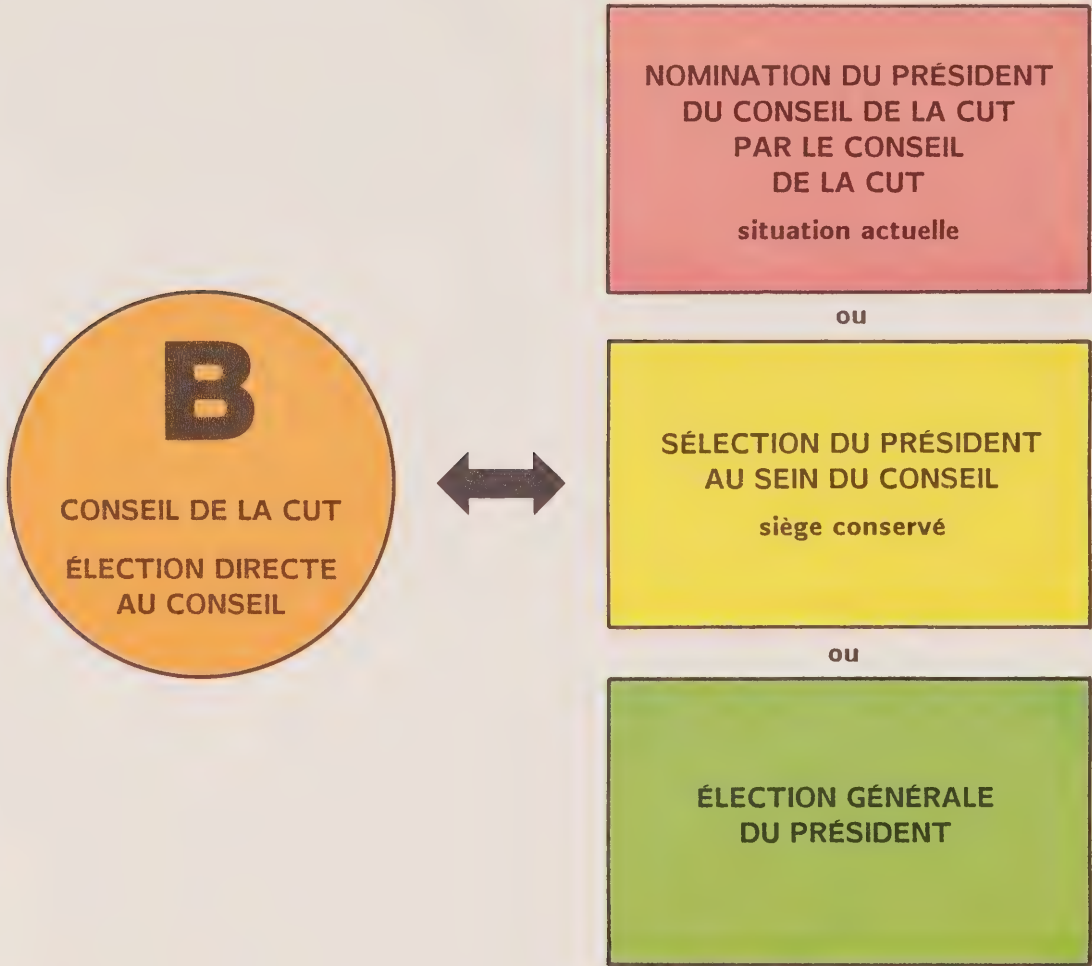 B
CONSEIL DE LA CUT
ÉLECTION DIRECTE
AU CONSEIL
NOMINATION DU PRÉSIDENT
DU CONSEIL DE LA CUT
PAR LE CONSEIL
DE LA CUT
situation actuelle
ou
SÉLECTION DU PRÉSIDENT
AU SEIN DU CONSEIL
siège conservé
ou
ÉLECTION GÉNÉRALE
DU PRÉSIDENT